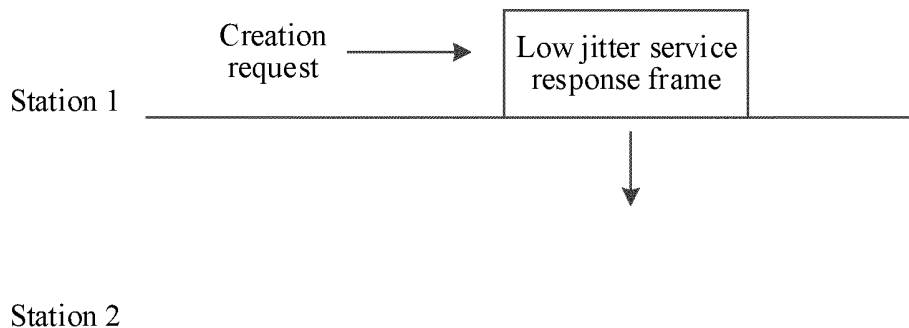 Creation
request
Low jitter service
response frame
Station 1
Station 2